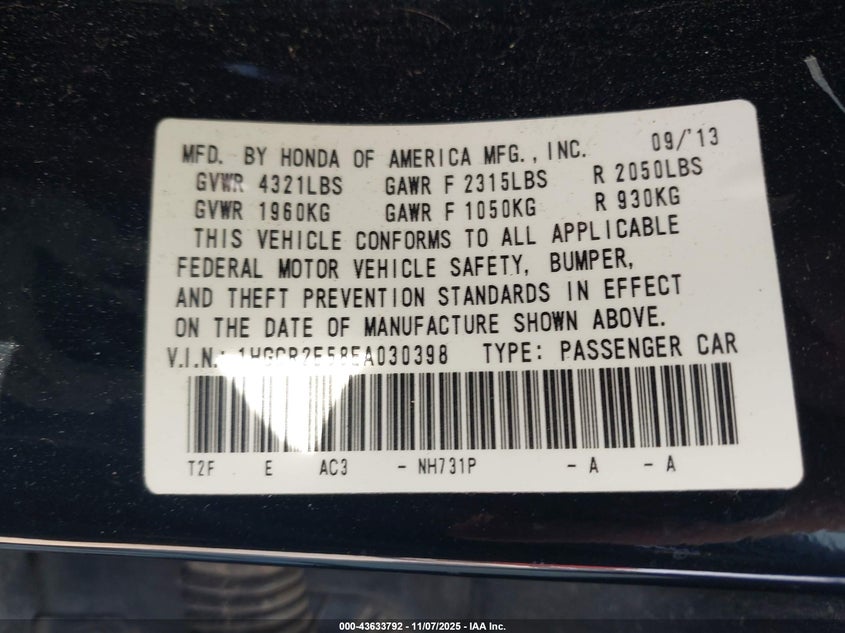 MFD. BY HONDA OF AMERICA MFG., INC. 09/'13
GVWR 4321LBS GAWR F 2315LBS R 2050LBS
GVWR 1960KG GAWR F 1050KG R 930KG
THIS VEHICLE CONFORMS TO ALL APPLICABLE
FEDERAL MOTOR VEHICLE SAFETY, BUMPER,
AND THEFT PREVENTION STANDARDS IN EFFECT
ON THE DATE OF MANUFACTURE SHOWN ABOVE.
V.I.N.: 1HGCR2E58EA030398 TYPE: PASSENGER CAR
T2F E AC3 - NH731P - A - A
000-43633792 - 11/07/2025 - IAA Inc.